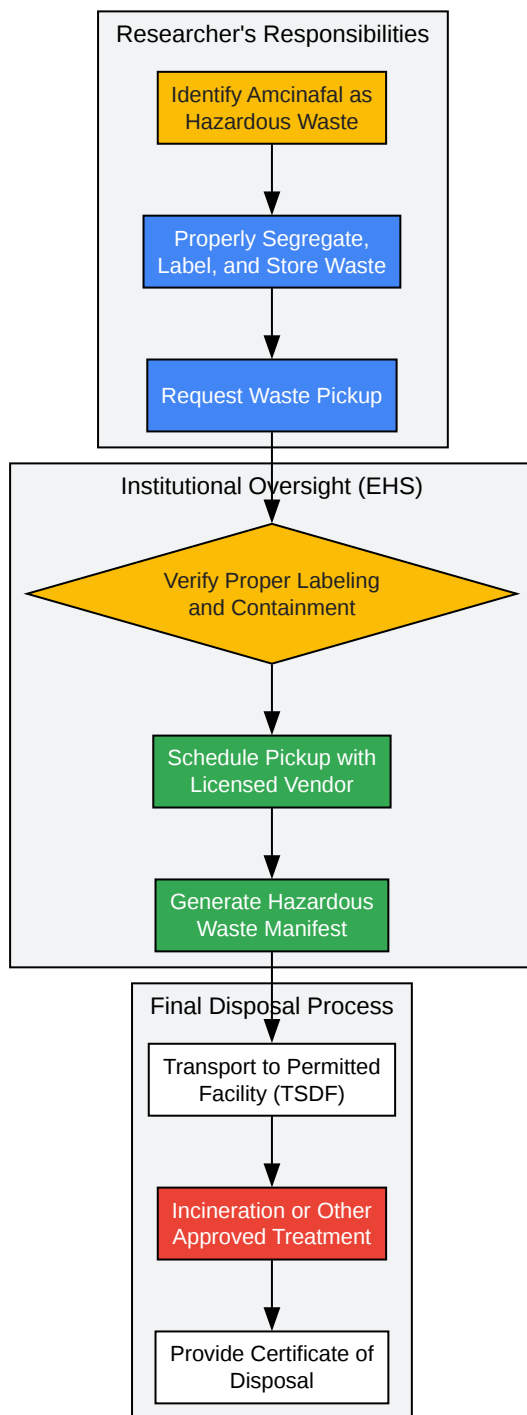 Researcher's Responsibilities
Identify Amcinafal as
Hazardous Waste
Properly Segregate,
Label, and Store Waste
Request Waste Pickup
Institutional Oversight (EHS)
Verify Proper Labeling
and Containment
Schedule Pickup with
Licensed Vendor
Generate Hazardous
Waste Manifest
Final Disposal Process
Transport to Permitted
Facility (TSDF)
Incineration or Other
Approved Treatment
Provide Certificate of
Disposal